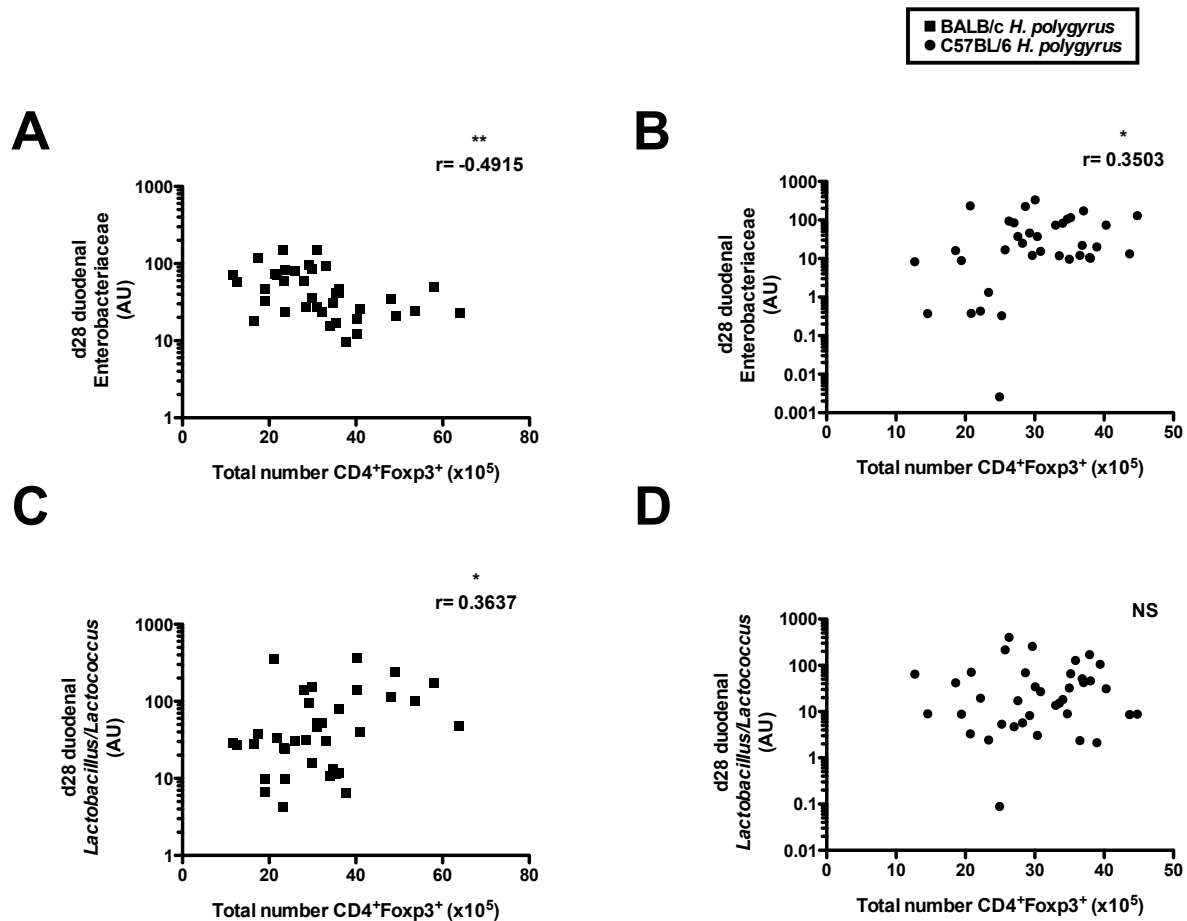 ■ BALB/c H. polygyrus
● C57BL/6 H. polygyrus
A
**
r= -0.4915
d28 duodenal
Enterobacteriaceae
(AU)
1000
100
10
1
0 20 40 60 80
Total number CD4⁺Foxp3⁺ (x10⁵)
B
*
r= 0.3503
d28 duodenal
Enterobacteriaceae
(AU)
1000
100
10
1
0.1
0.01
0.001
0 10 20 30 40 50
Total number CD4⁺Foxp3⁺ (x10⁵)
C
*
r= 0.3637
d28 duodenal
Lactobacillus/Lactococcus
(AU)
1000
100
10
1
0 20 40 60 80
Total number CD4⁺Foxp3⁺ (x10⁵)
D
NS
d28 duodenal
Lactobacillus/Lactococcus
(AU)
1000
100
10
1
0.1
0.01
0 10 20 30 40 50
Total number CD4⁺Foxp3⁺ (x10⁵)